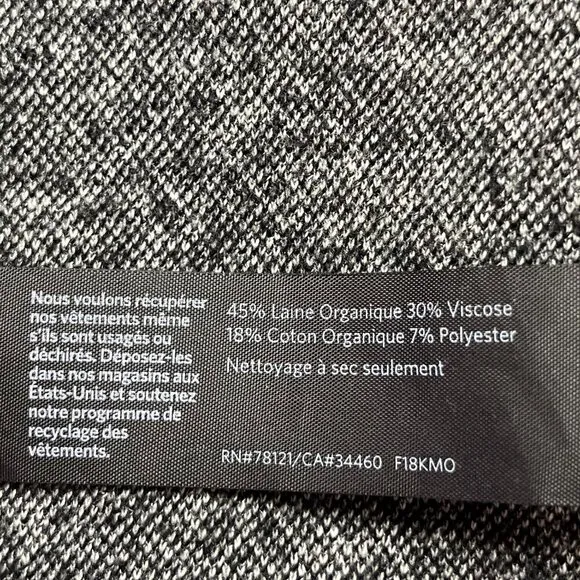 Nous voulons récupérer
nos vêtements même
s'ils sont usagés ou
déchirés. Déposez-les
dans nos magasins aux
États-Unis et soutenez
notre programme de
recyclage des
vêtements.
45% Laine Organique 30% Viscose
18% Coton Organique 7% Polyester
Nettoyage à sec seulement
RN#78121/CA#34460 F18KMO